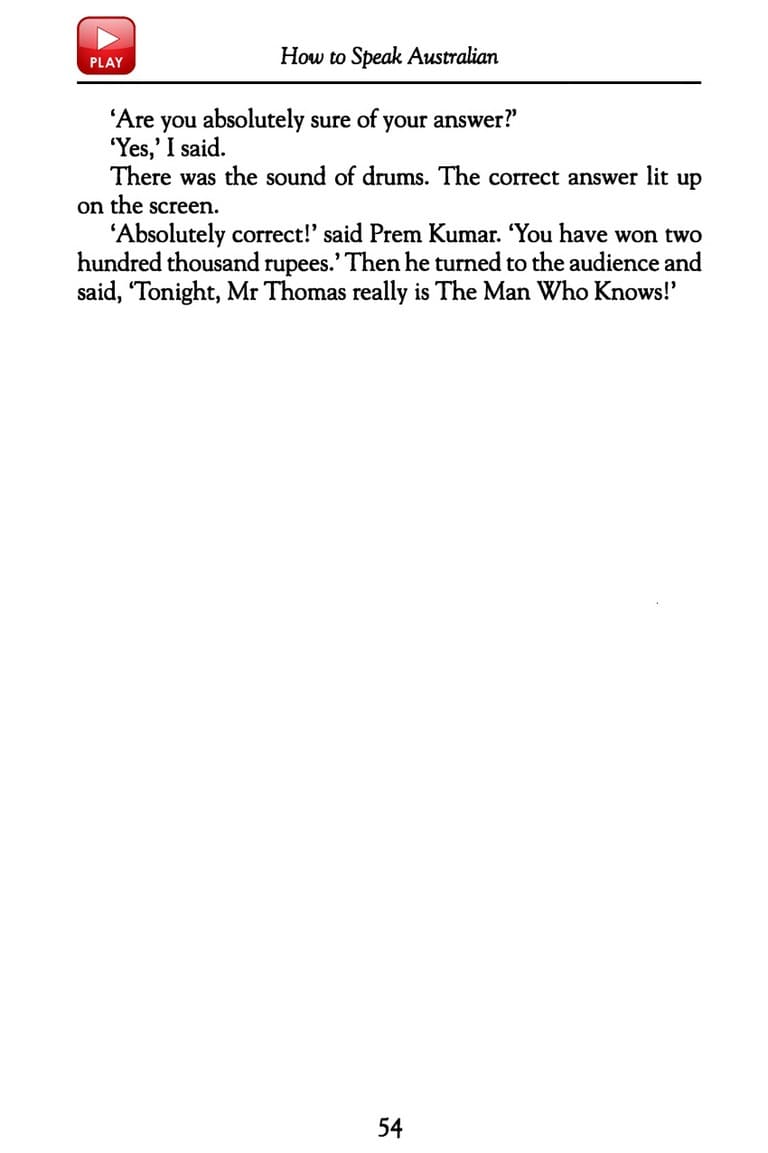 PLAY
How to Speak Australian
‘Are you absolutely sure of your answer?’
‘Yes,’ I said.
There was the sound of drums. The correct answer lit up
on the screen.
‘Absolutely correct!’ said Prem Kumar. ‘You have won two
hundred thousand rupees.’ Then he turned to the audience and
said, ‘Tonight, Mr Thomas really is The Man Who Knows!’
54